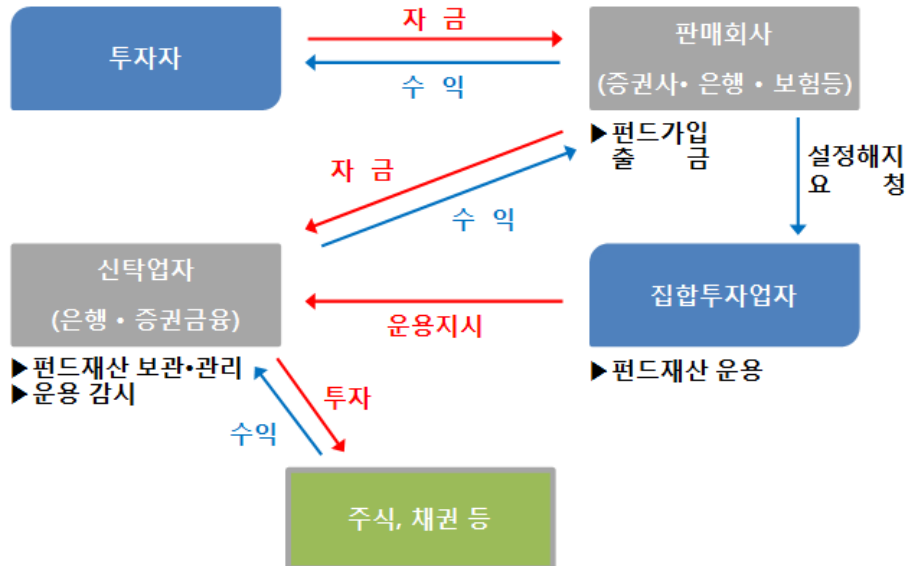 투자자
자 금
수 익
판매회사
(증권사• 은행 • 보험등)
▶펀드가입
출 금
설정해지
요 청
자 금
수 익
신탁업자
(은행 • 증권금융)
▶펀드재산 보관•관리
▶운용 감시
운용지시
집합투자업자
▶펀드재산 운용
투자
수익
주식, 채권 등